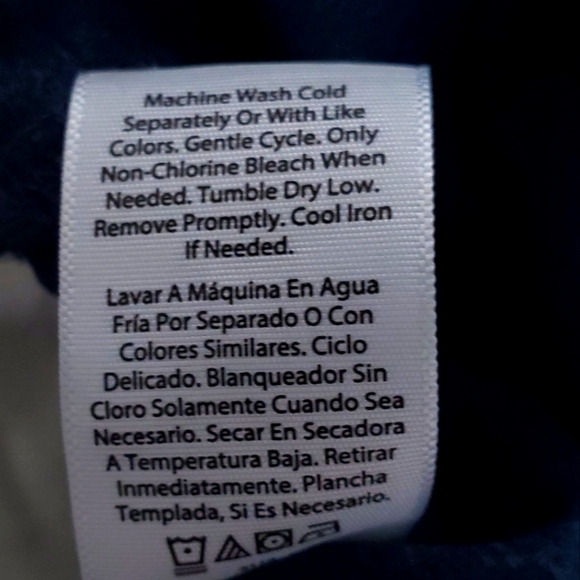 Machine Wash Cold
Separately Or With Like
Colors. Gentle Cycle. Only
Non-Chlorine Bleach When
Needed. Tumble Dry Low.
Remove Promptly. Cool Iron
If Needed.
Lavar A Máquina En Agua
Fría Por Separado O Con
Colores Similares. Ciclo
Delicado. Blanqueador Sin
Cloro Solamente Cuando Sea
Necesario. Secar En Secadora
A Temperatura Baja. Retirar
Inmediatamente. Plancha
Templada, Si Es Necesario.